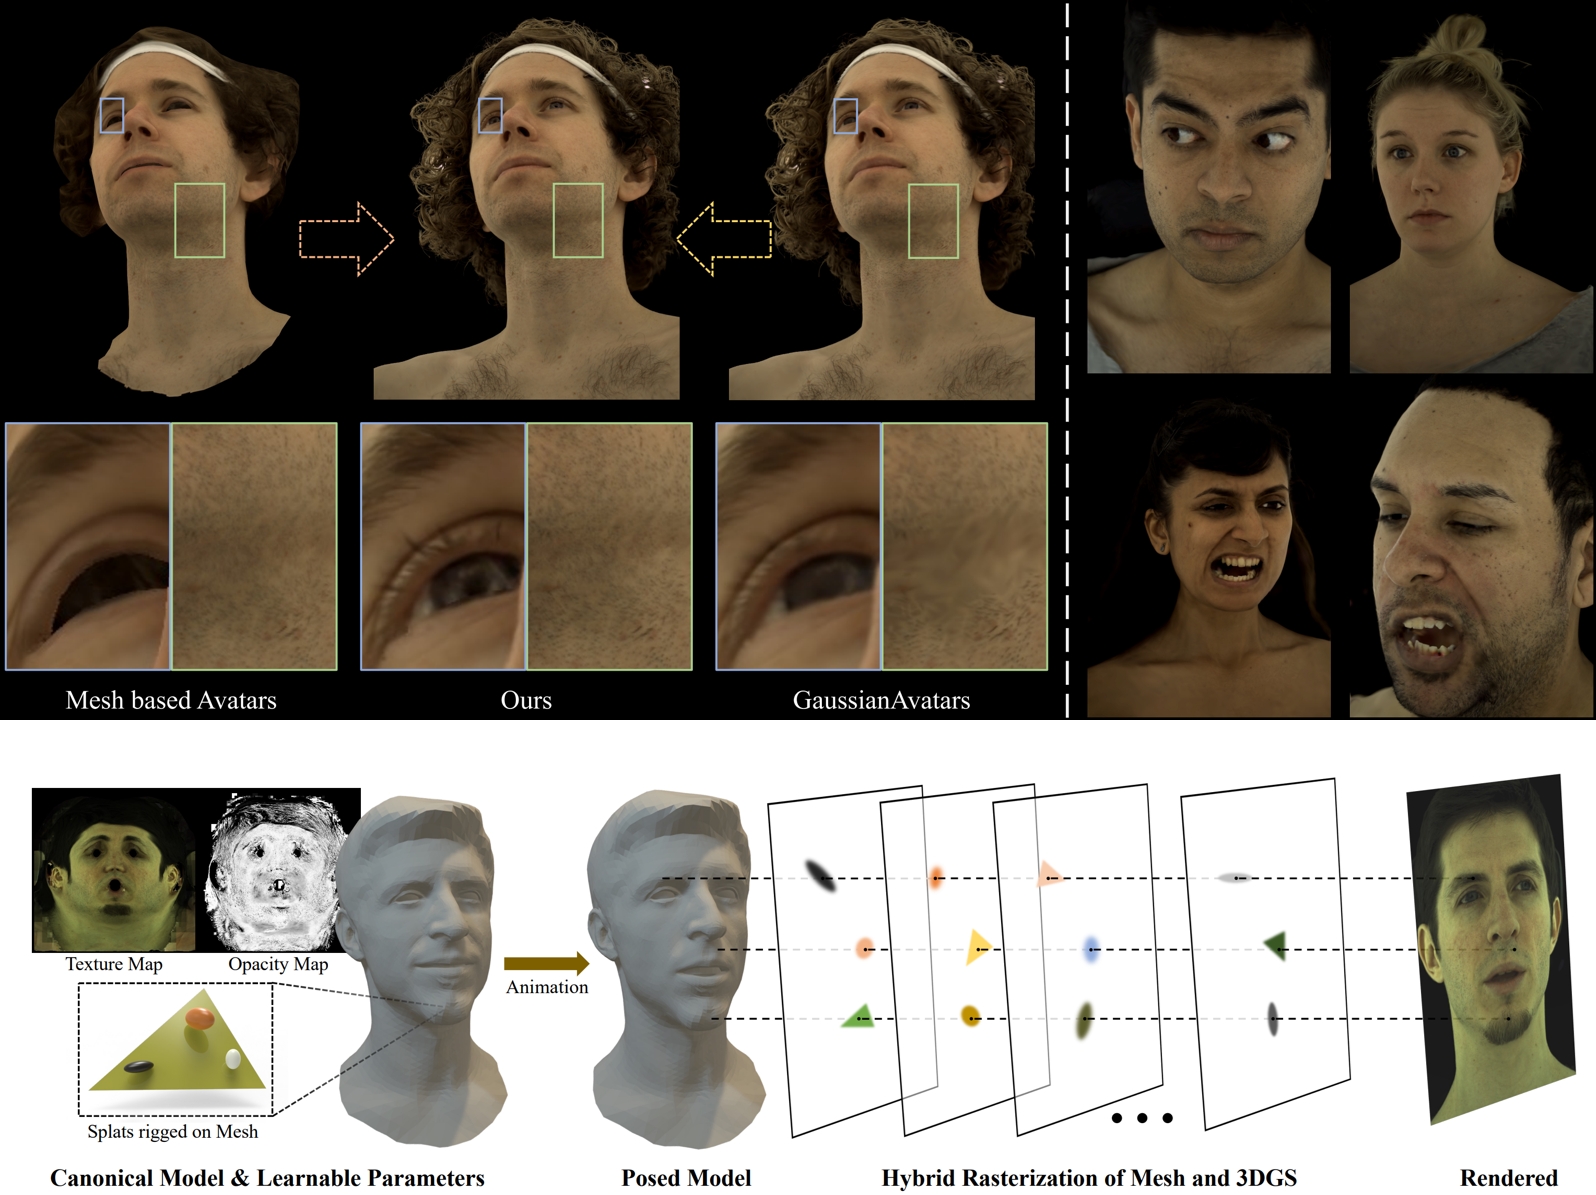 Mesh based Avatars
Ours
GaussianAvatars
Texture Map
Opacity Map
Animation
Splats rigged on Mesh
Canonical Model & Learnable Parameters
Posed Model
Hybrid Rasterization of Mesh and 3DGS
Rendered